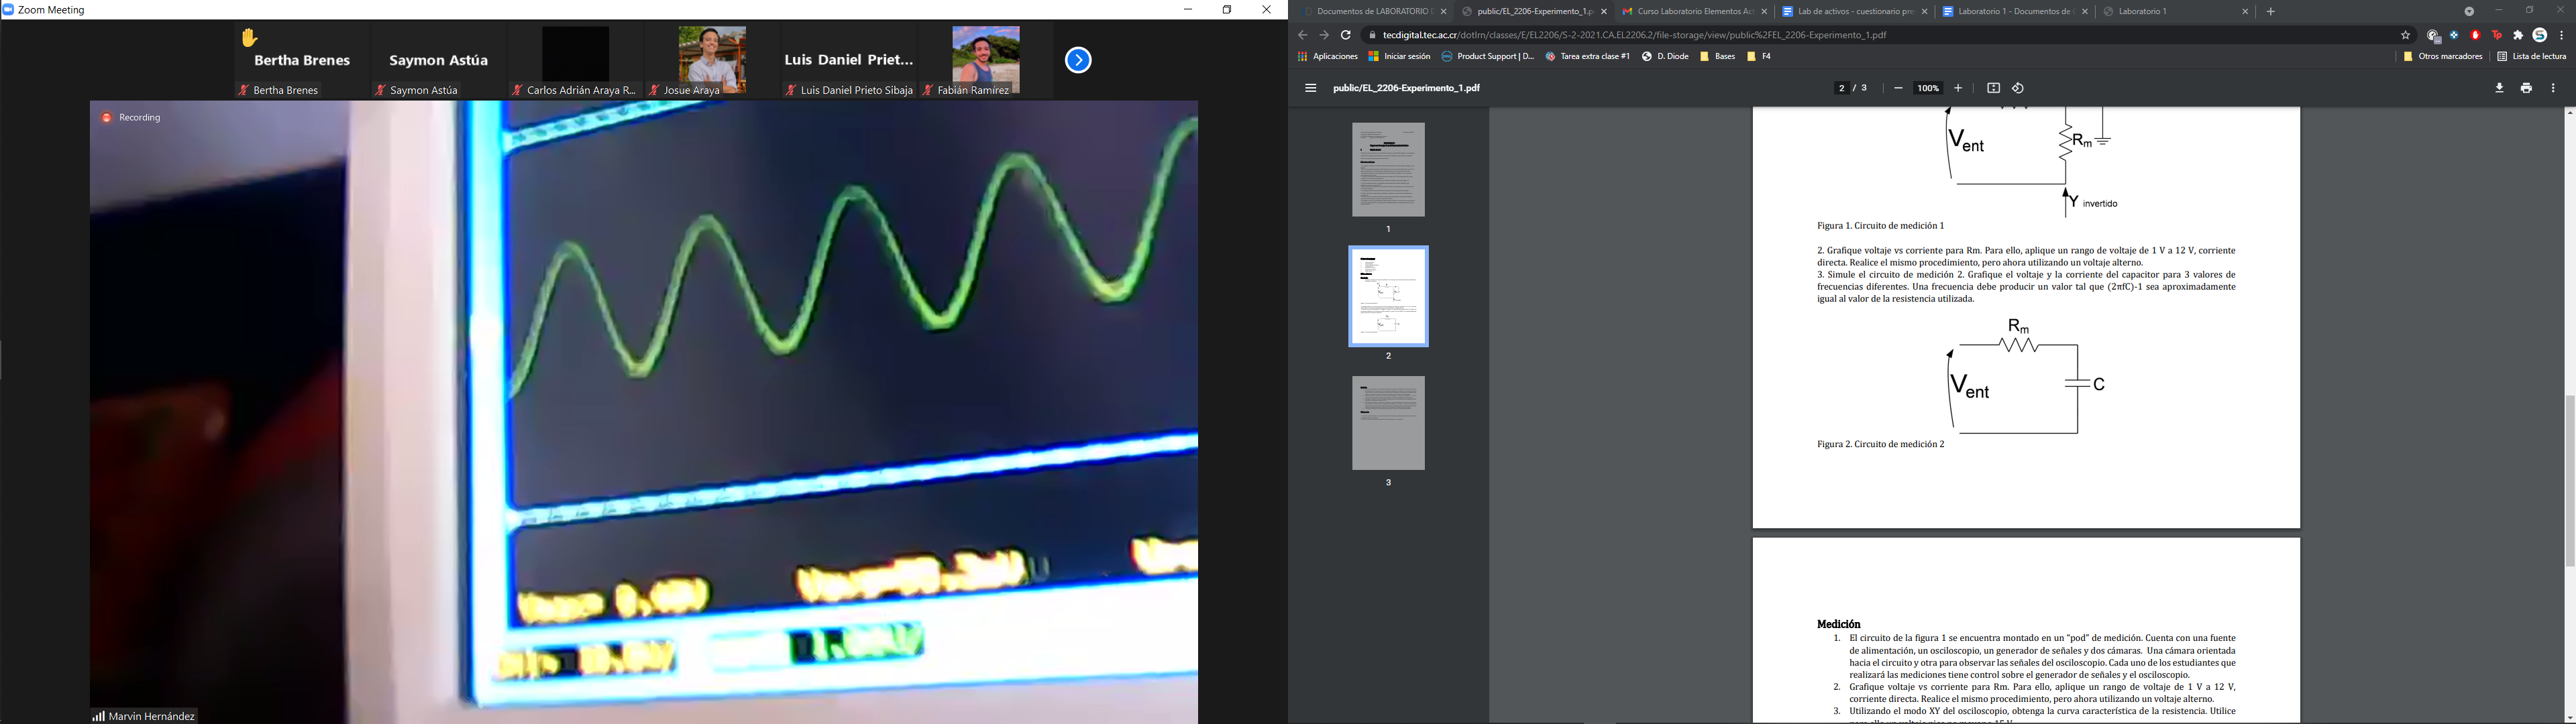 Zoom Meeting
Bertha Brenes
Saymon Astúa
Luis Daniel Priet...
Bertha Brenes
Saymon Astúa
Carlos Adrián Araya R...
Josue Araya
Luis Daniel Prieto Sibaja
Fabián Ramírez
Recording
Marvin Hernández
Documentos de LABORATORIO
public/EL_2206-Experimento_1.p
Curso Laboratorio Elementos Act
Lab de activos - cuestionario pre
Laboratorio 1 - Documentos de
Laboratorio 1
tecdigital.tec.ac.cr/dotlrn/classes/E/EL2206/S-2-2021.CA.EL2206.2/file-storage/view/public%2FEL_2206-Experimento_1.pdf
Aplicaciones
Iniciar sesión
Product Support | D...
Tarea extra clase #1
D. Diode
Bases
F4
Otros marcadores
Lista de lectura
public/EL_2206-Experimento_1.pdf
2 / 3
100%
1
2
3
Vent
Rm
Y invertido
Figura 1. Circuito de medición 1
2. Grafique voltaje vs corriente para Rm. Para ello, aplique un rango de voltaje de 1 V a 12 V, corriente
directa. Realice el mismo procedimiento, pero ahora utilizando un voltaje alterno.
3. Simule el circuito de medición 2. Grafique el voltaje y la corriente del capacitor para 3 valores de
frecuencias diferentes. Una frecuencia debe producir un valor tal que (2πfC)-1 sea aproximadamente
igual al valor de la resistencia utilizada.
Rm
Vent
C
Figura 2. Circuito de medición 2
Medición
1. El circuito de la figura 1 se encuentra montado en un "pod" de medición. Cuenta con una fuente
de alimentación, un osciloscopio, un generador de señales y dos cámaras. Una cámara orientada
hacia el circuito y otra para observar las señales del osciloscopio. Cada uno de los estudiantes que
realizará las mediciones tiene control sobre el generador de señales y el osciloscopio.
2. Grafique voltaje vs corriente para Rm. Para ello, aplique un rango de voltaje de 1 V a 12 V,
corriente directa. Realice el mismo procedimiento, pero ahora utilizando un voltaje alterno.
3. Utilizando el modo XY del osciloscopio, obtenga la curva característica de la resistencia. Utilice